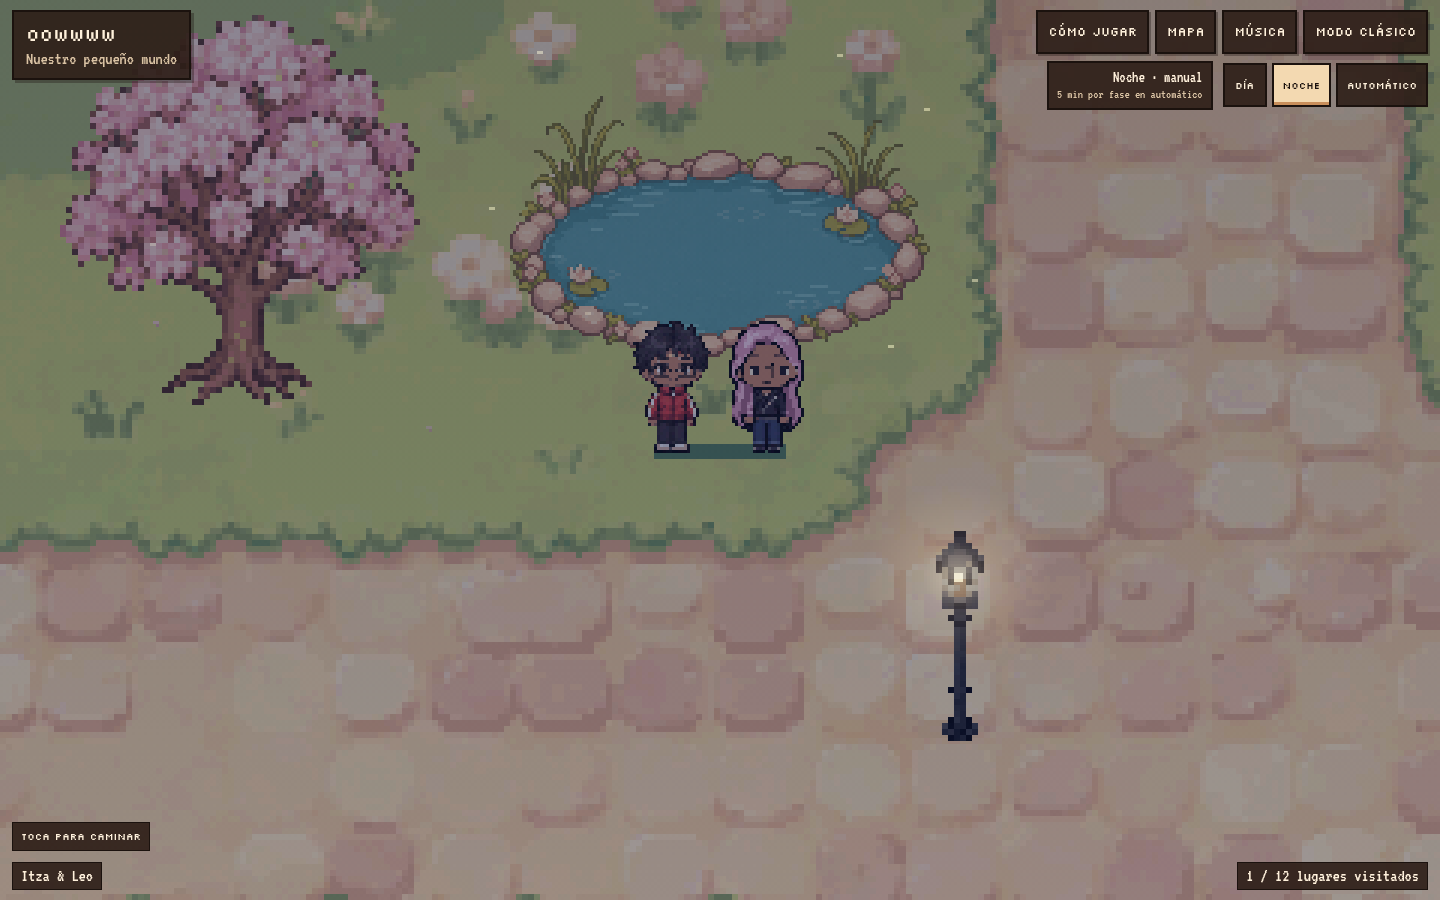 oowwww
Nuestro pequeño mundo
CÓMO JUGAR
MAPA
MÚSICA
MODO CLÁSICO
Noche · manual
5 min por fase en automático
DÍA
NOCHE
AUTOMÁTICO
TOCA PARA CAMINAR
Itza & Leo
1 / 12 lugares visitados